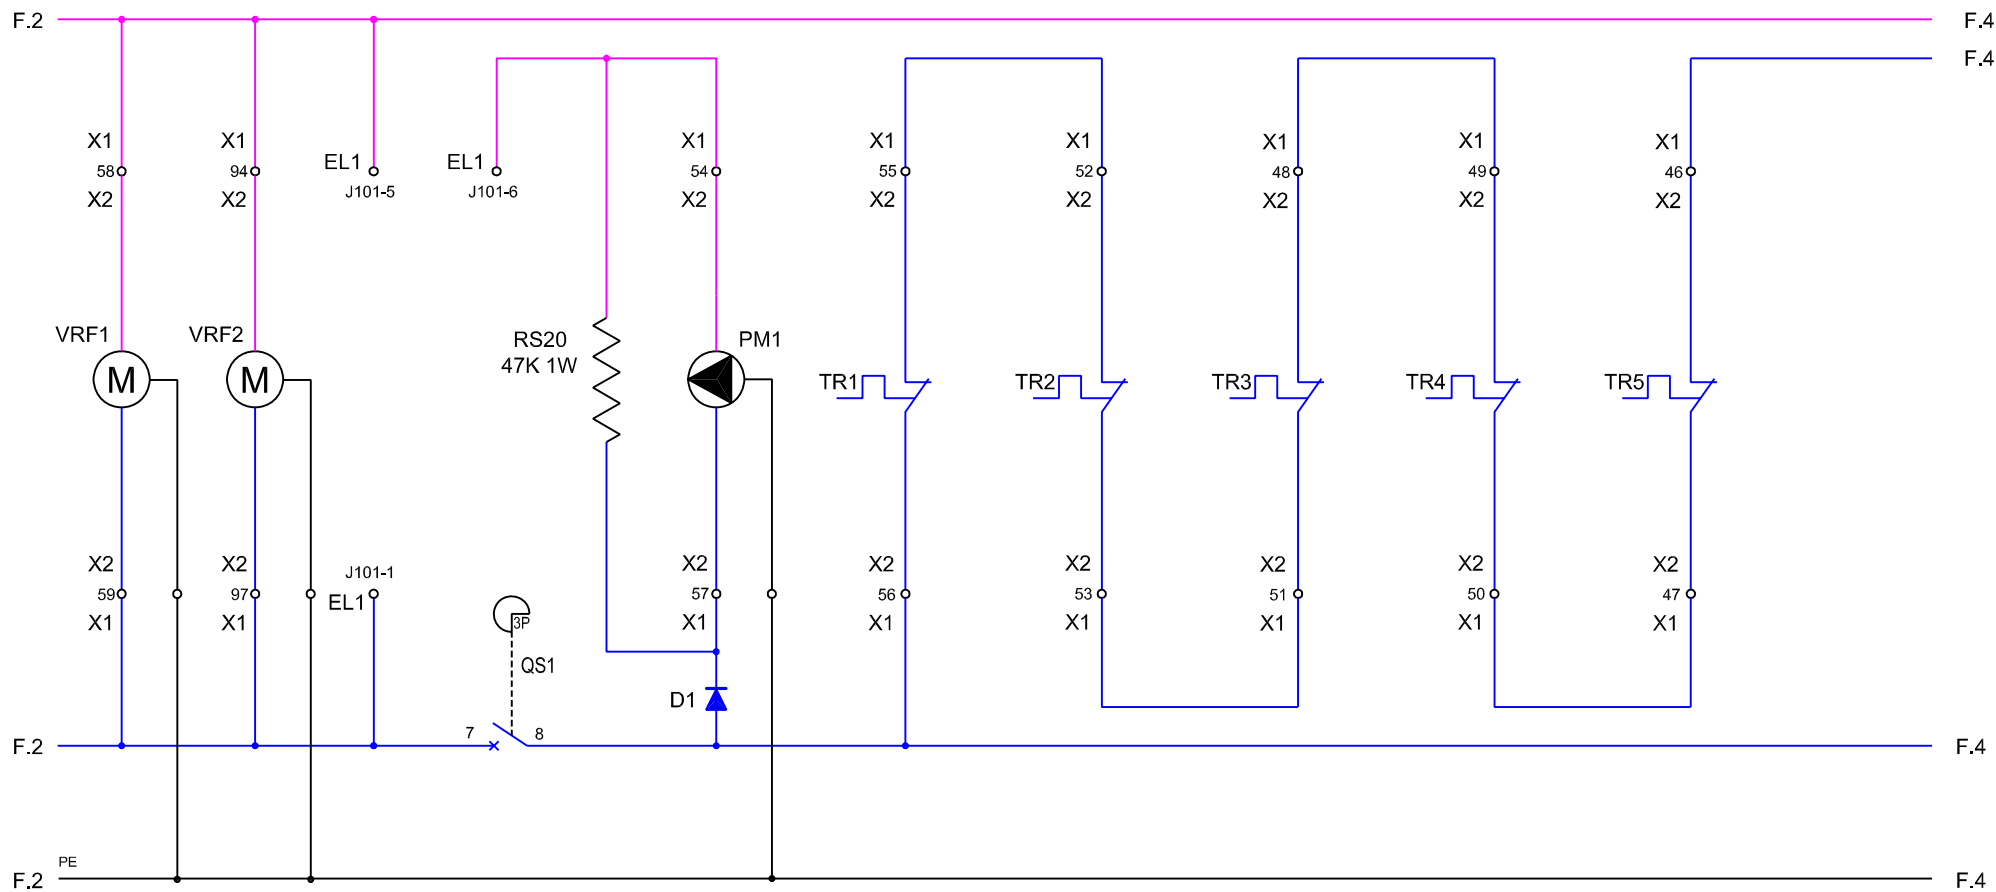 F.2
F.4
F.4
X1
X1
X1
X1
X1
X1
X1
X1
58
94
EL1
EL1
54
55
52
48
49
46
X2
X2
J101-5
J101-6
X2
X2
X2
X2
X2
X2
VRF1
VRF2
RS20
47K 1W
PM1
M
M
TR1
TR2
TR3
TR4
TR5
X2
X2
J101-1
X2
X2
X2
X2
X2
X2
59
97
EL1
57
56
53
51
50
47
X1
X1
3P
X1
X1
X1
X1
X1
X1
QS1
D1
7
8
F.2
F.4
PE
F.2
F.4